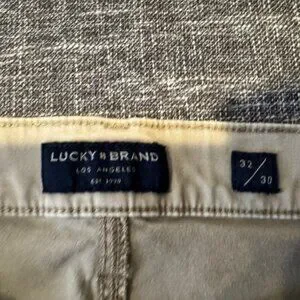 LUCKY BRAND
LOS ANGELES
EST. 1990
32/30